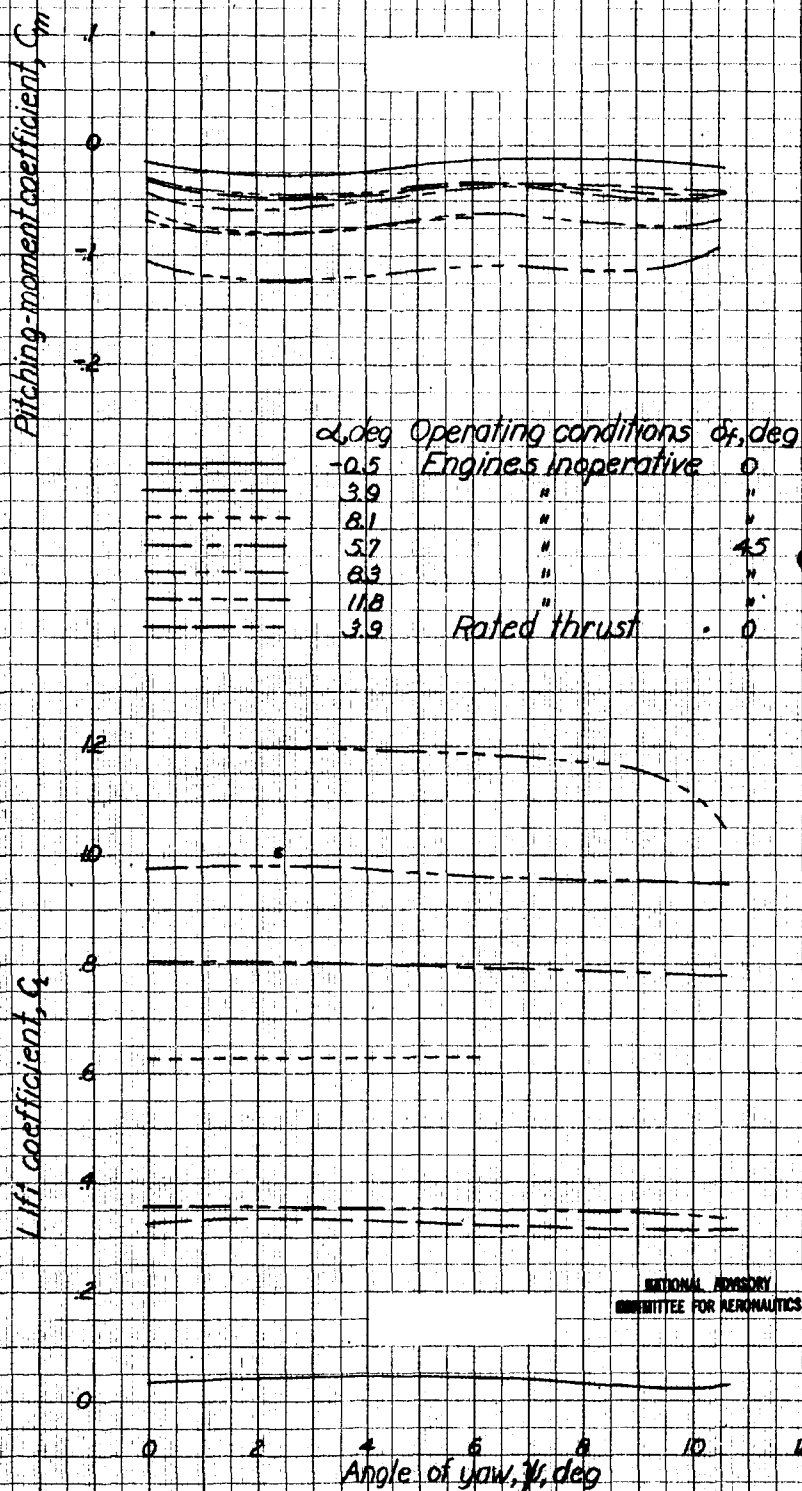 Pitching-moment coefficient, Cm
.1
0
-.1
-.2
α, deg Operating conditions δf, deg
-0.5 Engines inoperative 0
3.9 " "
8.1 " "
5.7 " 45
8.3 " "
11.8 " "
3.9 Rated thrust 0
Lift coefficient, CL
1.2
1.0
.8
.6
.4
.2
0
NATIONAL ADVISORY
COMMITTEE FOR AERONAUTICS
0 2 4 6 8 10
Angle of yaw, ψ, deg